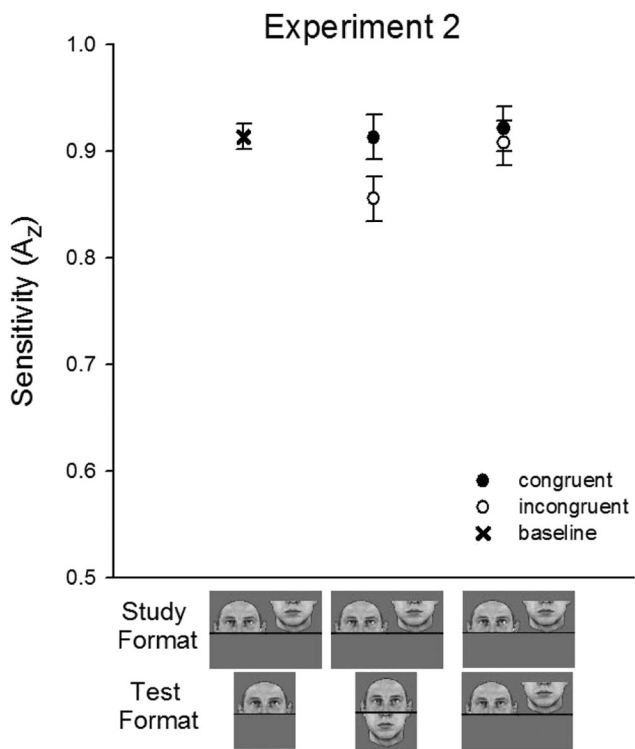 Experiment 2
1.0
0.9
0.8
0.7
0.6
0.5
Sensitivity (A_Z)
congruent
incongruent
baseline
Study
Format
Test
Format